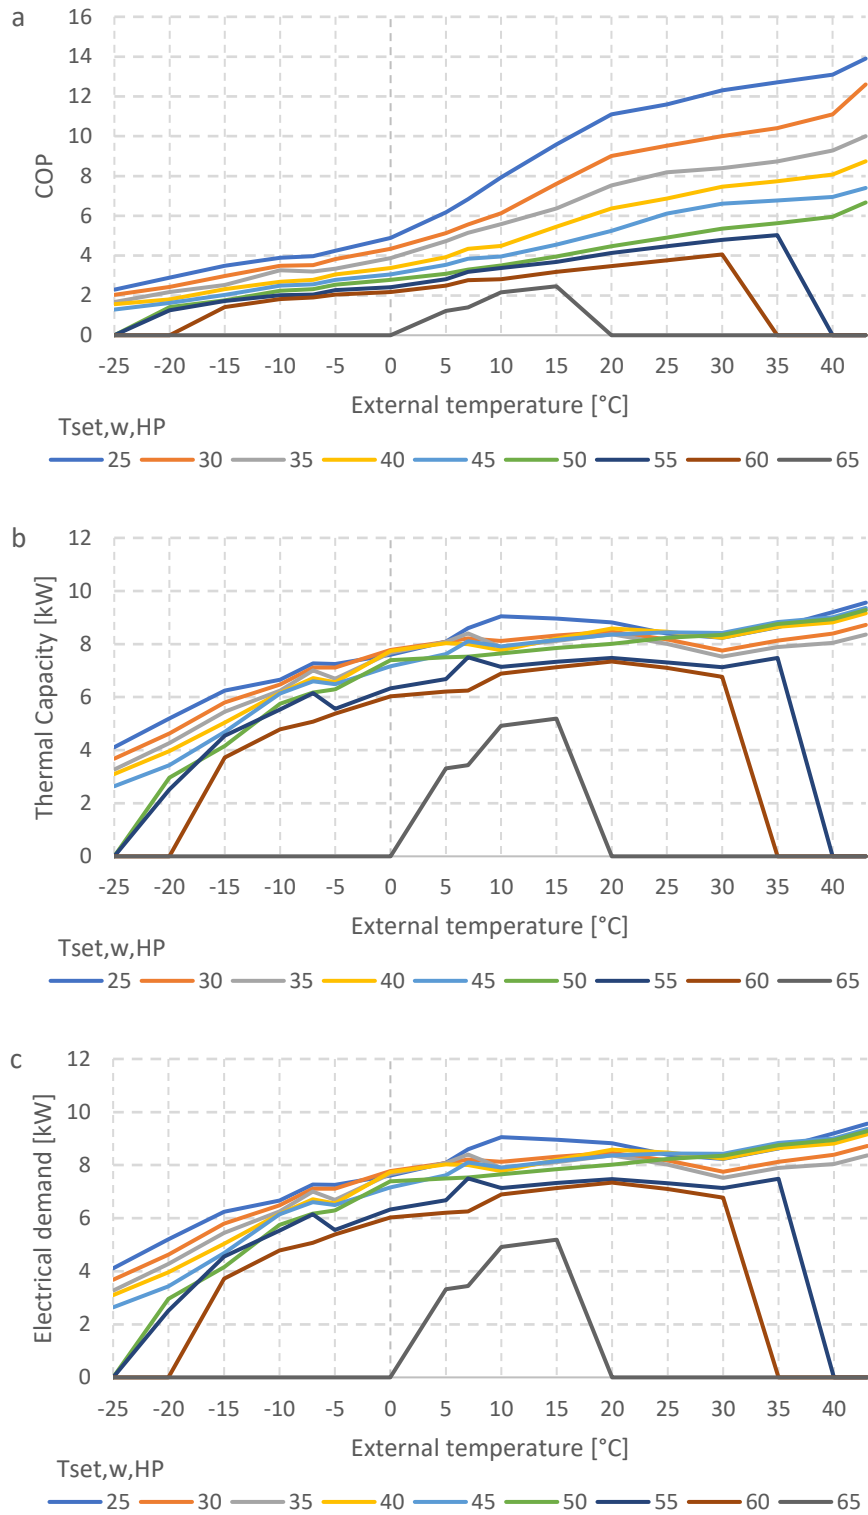 a
16
14
12
10
8
6
4
2
0
COP
-25 -20 -15 -10 -5 0 5 10 15 20 25 30 35 40
External temperature [°C]
Tset,w,HP
25 30 35 40 45 50 55 60 65
b
12
10
8
6
4
2
0
Thermal Capacity [kW]
-25 -20 -15 -10 -5 0 5 10 15 20 25 30 35 40
External temperature [°C]
Tset,w,HP
25 30 35 40 45 50 55 60 65
c
12
10
8
6
4
2
0
Electrical demand [kW]
-25 -20 -15 -10 -5 0 5 10 15 20 25 30 35 40
External temperature [°C]
Tset,w,HP
25 30 35 40 45 50 55 60 65